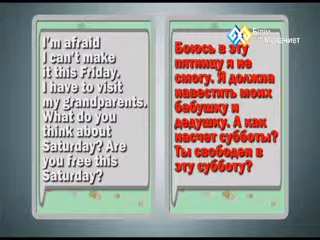 Білім
Мәдениет
I'm afraid
I can't make
it this Friday.
I have to visit
my grandparents.
What do you
think about
Saturday? Are
you free this
Saturday?
Боюсь в эту
пятницу я не
смогу. Я должна
навестить моих
бабушку и
дедушку. А как
насчет субботы?
Ты свободен в
эту субботу?